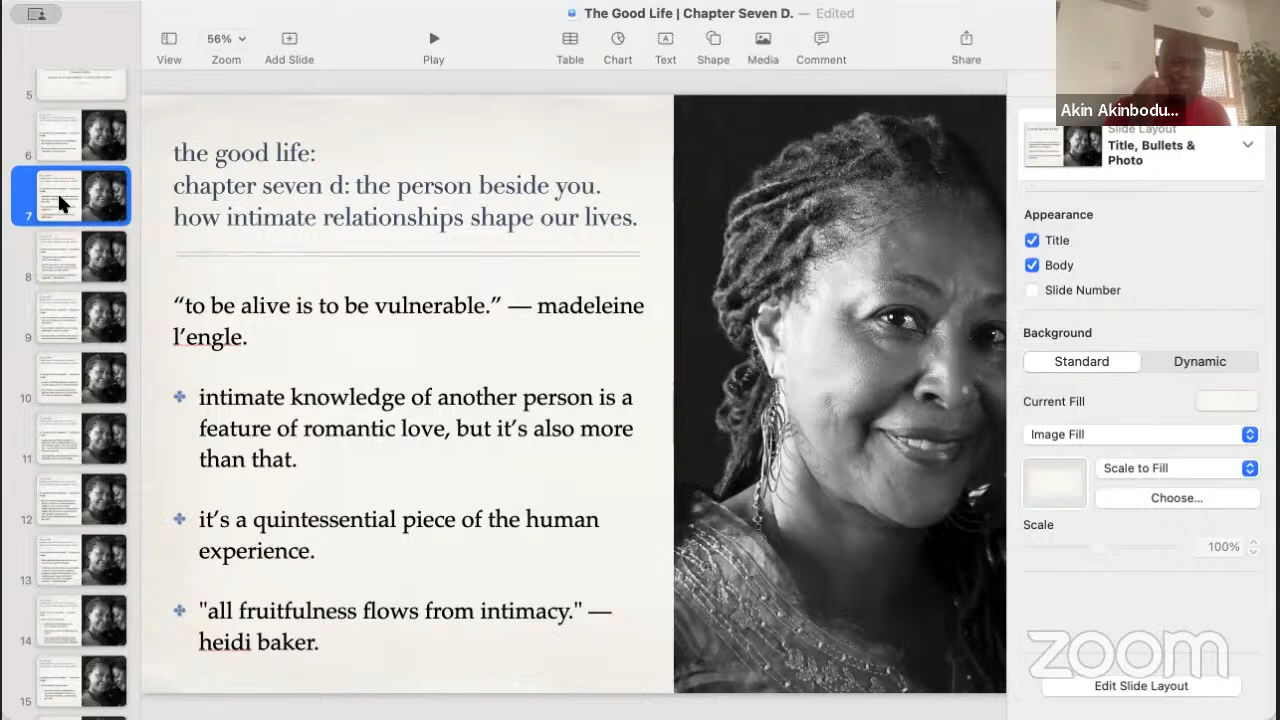 The Good Life | Chapter Seven D. — Edited
56%
View
Zoom
Add Slide
Play
Table
Chart
Text
Shape
Media
Comment
Share
Akin Akinbodu...
5
6
7
8
9
10
11
12
13
14
15
the good life:
chapter seven d: the person beside you.
how intimate relationships shape our lives.
“to be alive is to be vulnerable.” — madeleine
l’engle.
intimate knowledge of another person is a
feature of romantic love, but it’s also more
than that.
it’s a quintessential piece of the human
experience.
"all fruitfulness flows from intimacy." —
heidi baker.
Slide Layout
Title, Bullets &
Photo
Appearance
Title
Body
Slide Number
Background
Standard
Dynamic
Current Fill
Image Fill
Scale to Fill
Choose...
Scale
100%
zoom
Edit Slide Layout